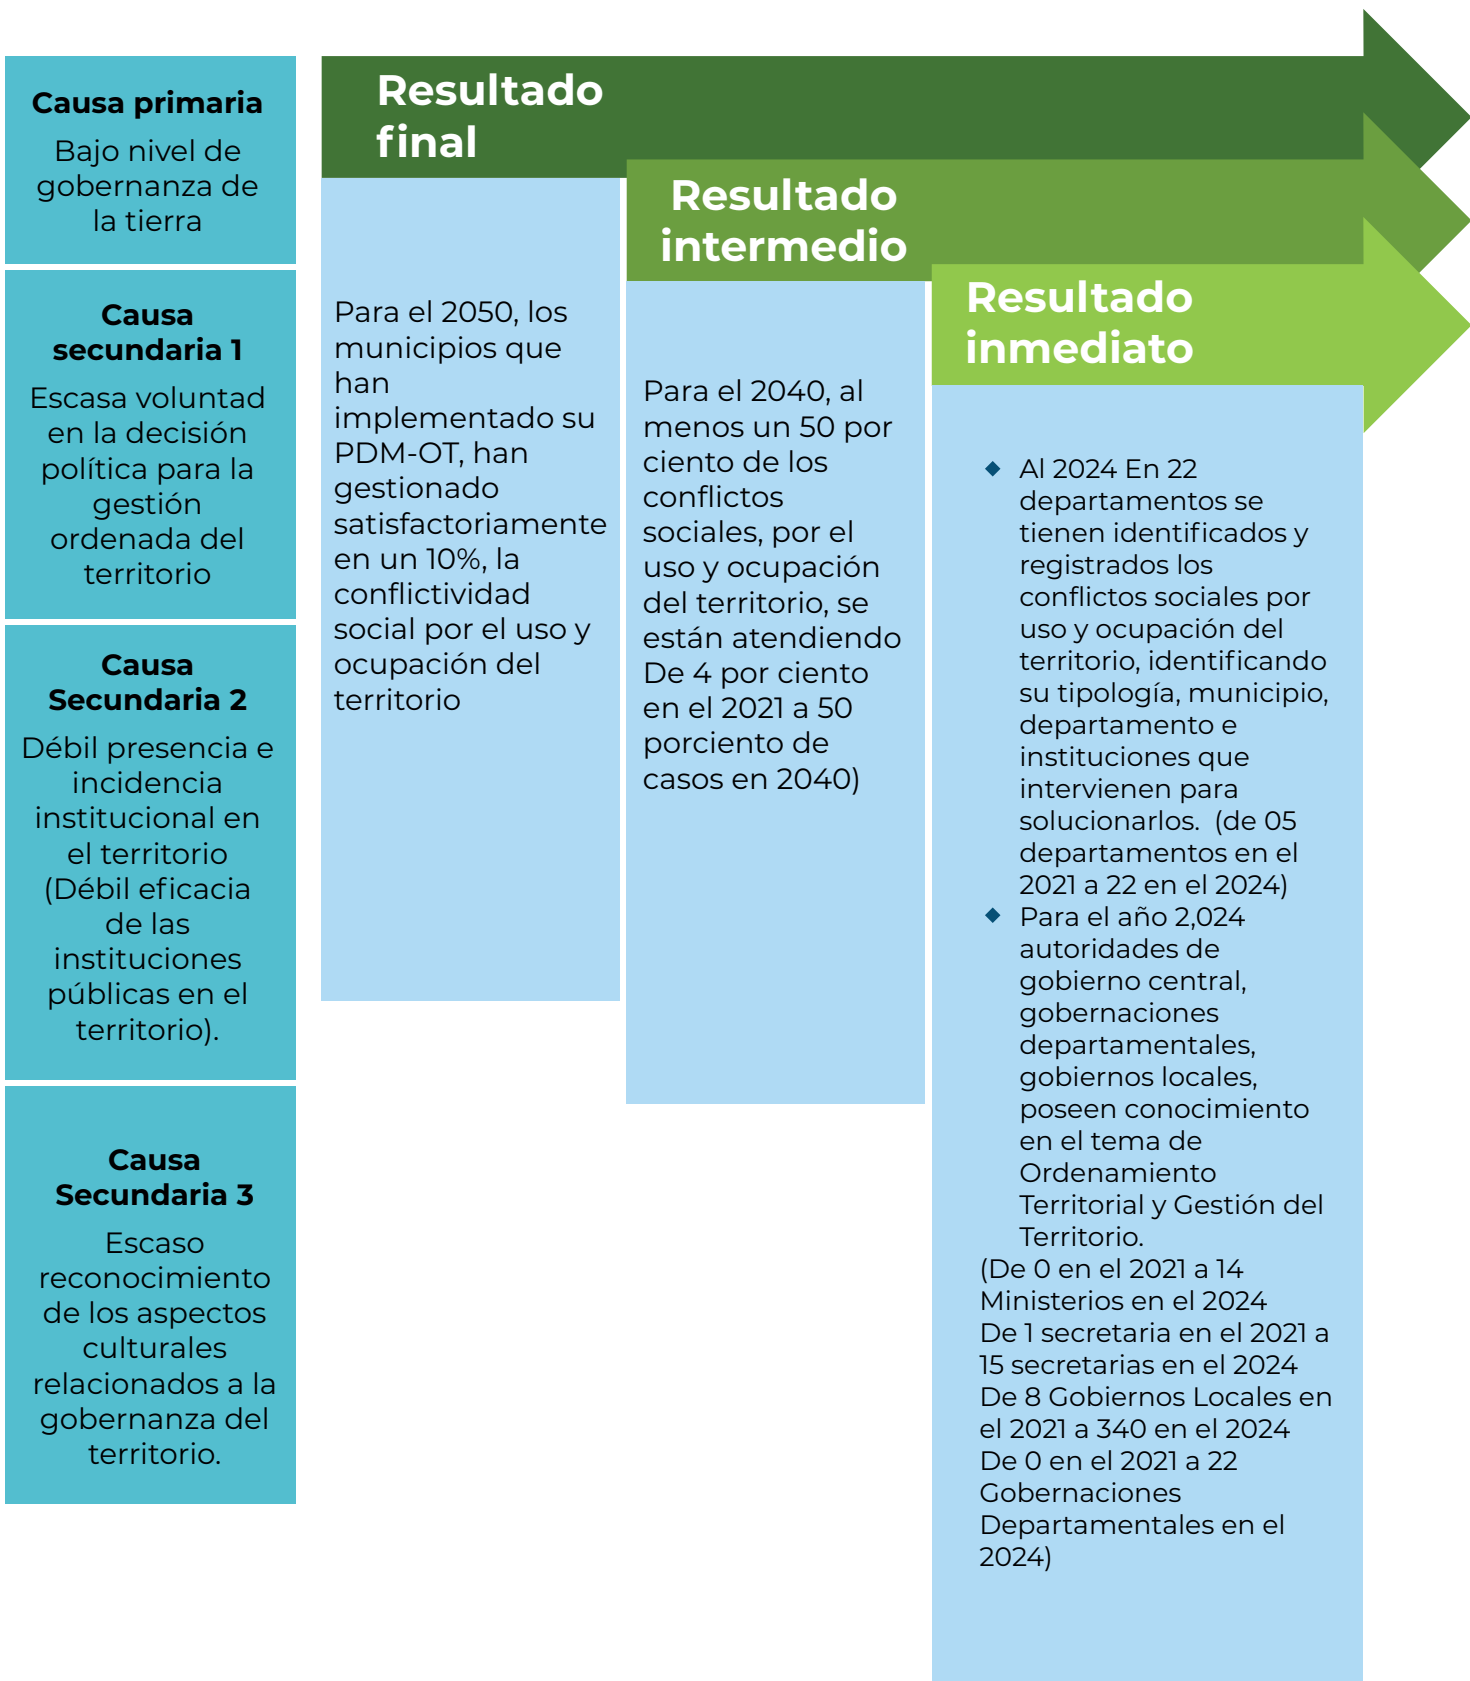 Causa primaria
Bajo nivel de
gobernanza de
la tierra
Causa
secundaria 1
Escasa voluntad
en la decisión
política para la
gestión
ordenada del
territorio
Causa
Secundaria 2
Débil presencia e
incidencia
institucional en
el territorio
(Débil eficacia
de las
instituciones
públicas en el
territorio).
Causa
Secundaria 3
Escaso
reconocimiento
de los aspectos
culturales
relacionados a la
gobernanza del
territorio.
Resultado
final
Para el 2050, los
municipios que
han
implementado su
PDM-OT, han
gestionado
satisfactoriamente
en un 10%, la
conflictividad
social por el uso y
ocupación del
territorio
Resultado
intermedio
Para el 2040, al
menos un 50 por
ciento de los
conflictos
sociales, por el
uso y ocupación
del territorio, se
están atendiendo
De 4 por ciento
en el 2021 a 50
porciento de
casos en 2040)
Resultado
inmediato
◆ Al 2024 En 22
departamentos se
tienen identificados y
registrados los
conflictos sociales por
uso y ocupación del
territorio, identificando
su tipología, municipio,
departamento e
instituciones que
intervienen para
solucionarlos. (de 05
departamentos en el
2021 a 22 en el 2024)
◆ Para el año 2,024
autoridades de
gobierno central,
gobernaciones
departamentales,
gobiernos locales,
poseen conocimiento
en el tema de
Ordenamiento
Territorial y Gestión del
Territorio.
(De 0 en el 2021 a 14
Ministerios en el 2024
De 1 secretaria en el 2021 a
15 secretarias en el 2024
De 8 Gobiernos Locales en
el 2021 a 340 en el 2024
De 0 en el 2021 a 22
Gobernaciones
Departamentales en el
2024)